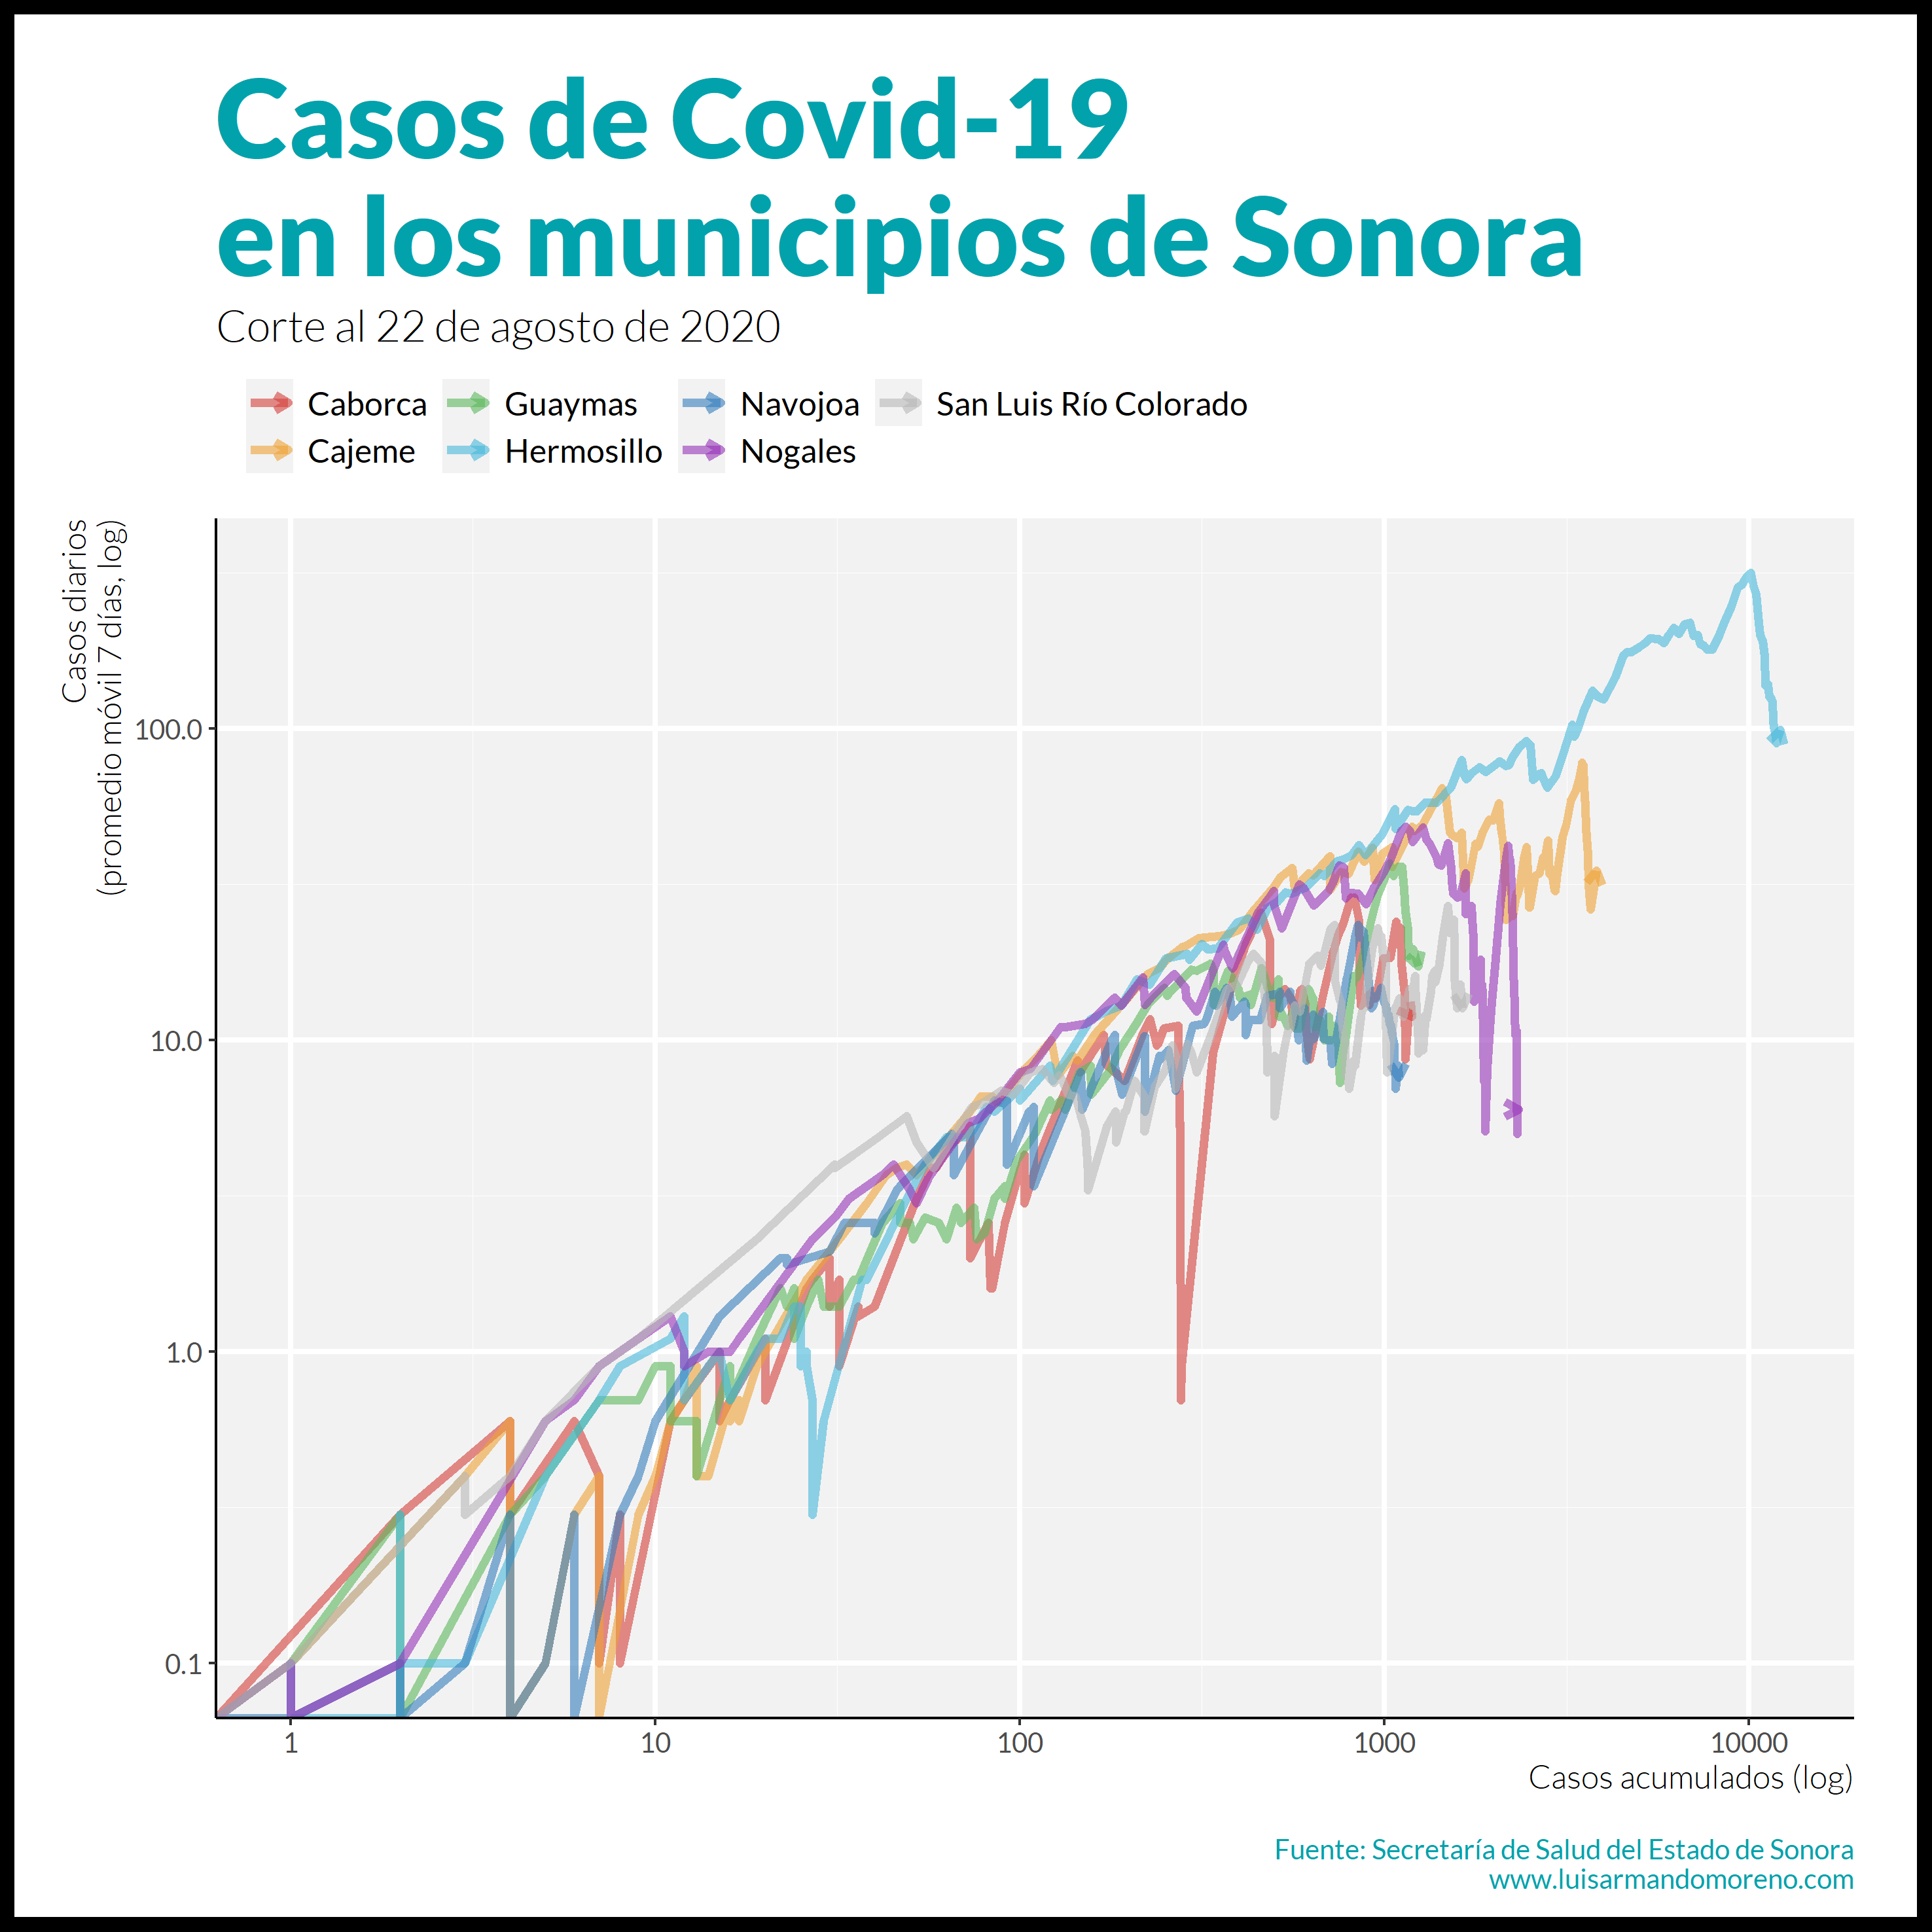 Casos de Covid-19
en los municipios de Sonora
Corte al 22 de agosto de 2020
Caborca
Guaymas
Navojoa
San Luis Río Colorado
Cajeme
Hermosillo
Nogales
Casos diarios
(promedio móvil 7 días, log)
100.0
10.0
1.0
0.1
1
10
100
1000
10000
Casos acumulados (log)
Fuente: Secretaría de Salud del Estado de Sonora
www.luisarmandomoreno.com